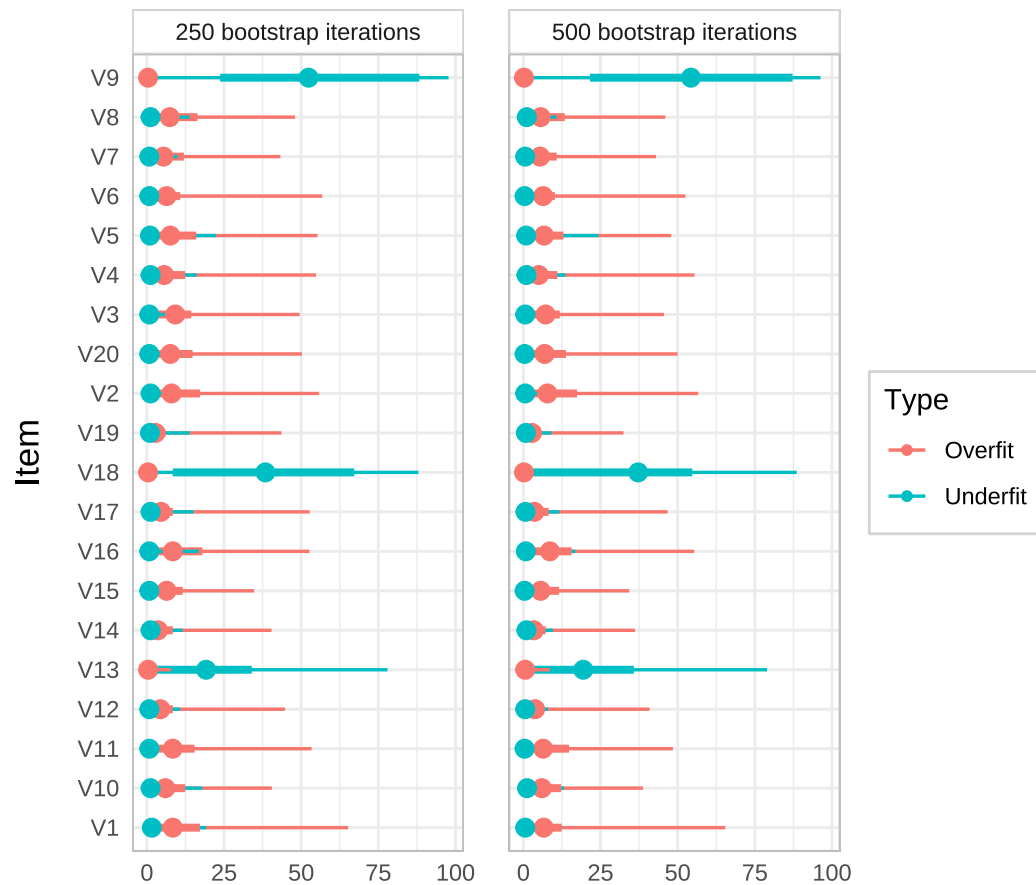 250 bootstrap iterations
500 bootstrap iterations
V9
V8
V7
V6
V5
V4
V3
V20
V2
V19
V18
V17
V16
V15
V14
V13
V12
V11
V10
V1
Item
0 25 50 75 100
0 25 50 75 100
Type
Overfit
Underfit